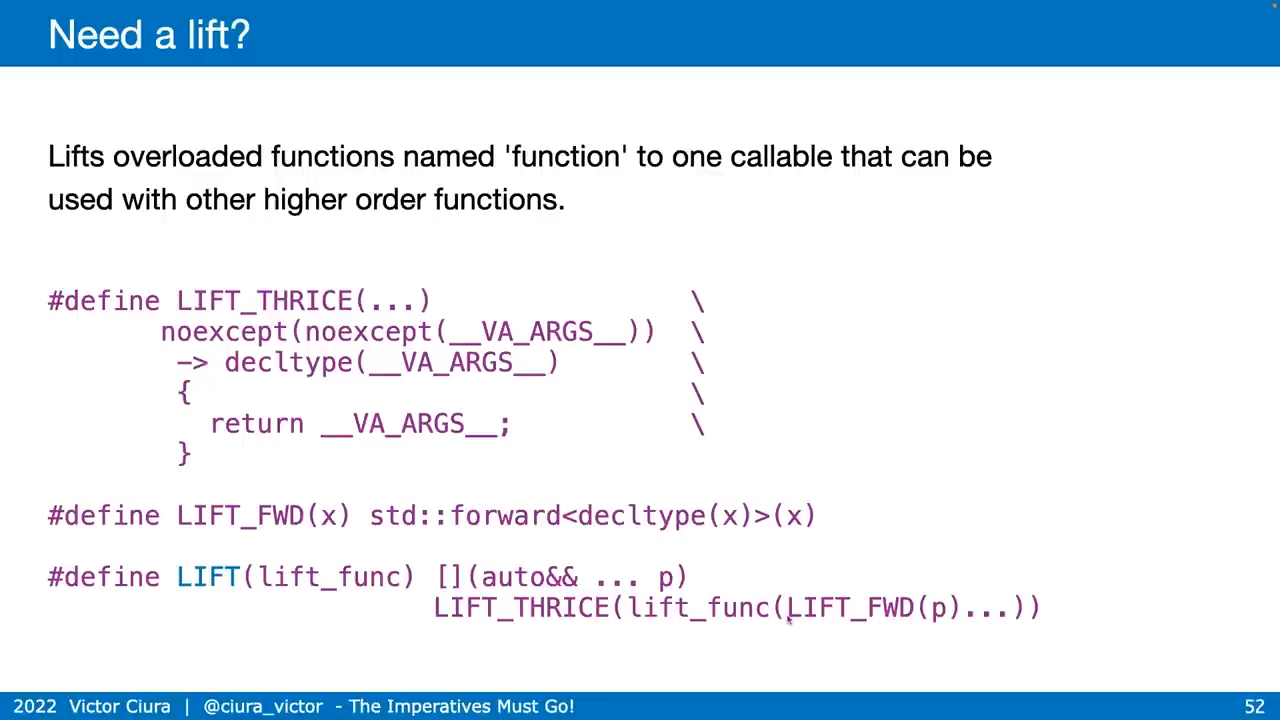 Need a lift?
Lifts overloaded functions named 'function' to one callable that can be
used with other higher order functions.
#define LIFT_THRICE(...) \
noexcept(noexcept(__VA_ARGS__)) \
-> decltype(__VA_ARGS__) \
{ \
return __VA_ARGS__; \
}
#define LIFT_FWD(x) std::forward<decltype(x)>(x)
#define LIFT(lift_func) [](auto&& ... p)
LIFT_THRICE(lift_func(LIFT_FWD(p)...))
2022 Victor Ciura | @ciura_victor - The Imperatives Must Go! 52